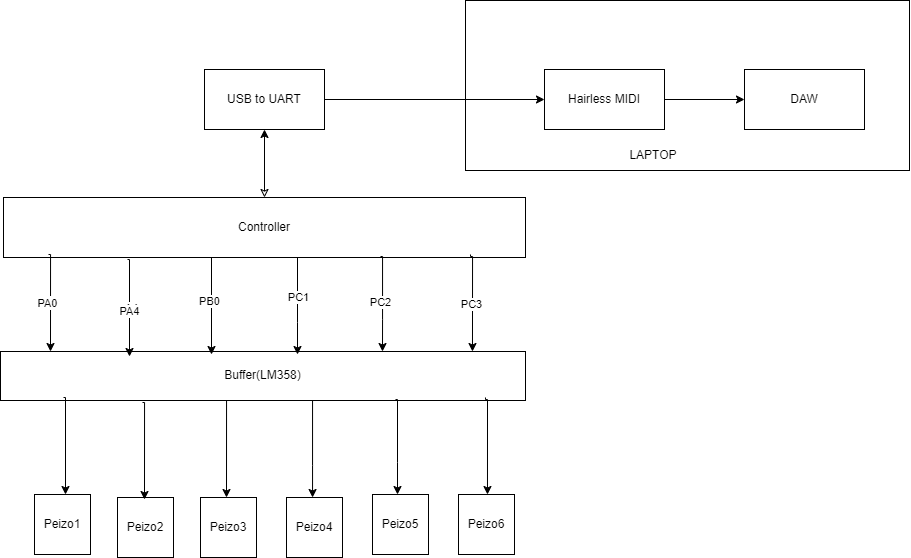 USB to UART
Hairless MIDI
DAW
LAPTOP
Controller
PA0
PA4
PB0
PC1
PC2
PC3
Buffer(LM358)
Peizo1
Peizo2
Peizo3
Peizo4
Peizo5
Peizo6